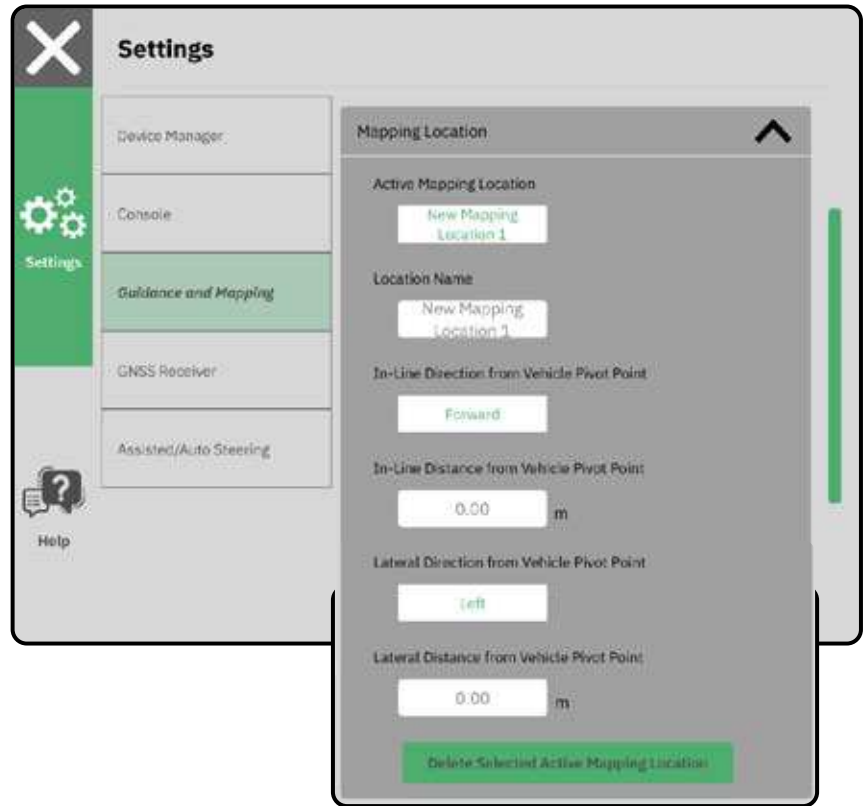 Settings
Device Manager
Console
Settings
Guidance and Mapping
GNSS Receiver
Assisted/Auto Steering
Help
Mapping Location
Active Mapping Location
New Mapping
Location 1
Location Name
New Mapping
Location 1
In-Line Direction from Vehicle Pivot Point
Forward
In-Line Distance from Vehicle Pivot Point
0.00 m
Lateral Direction from Vehicle Pivot Point
Left
Lateral Distance from Vehicle Pivot Point
0.00 m
Delete Selected Active Mapping Location